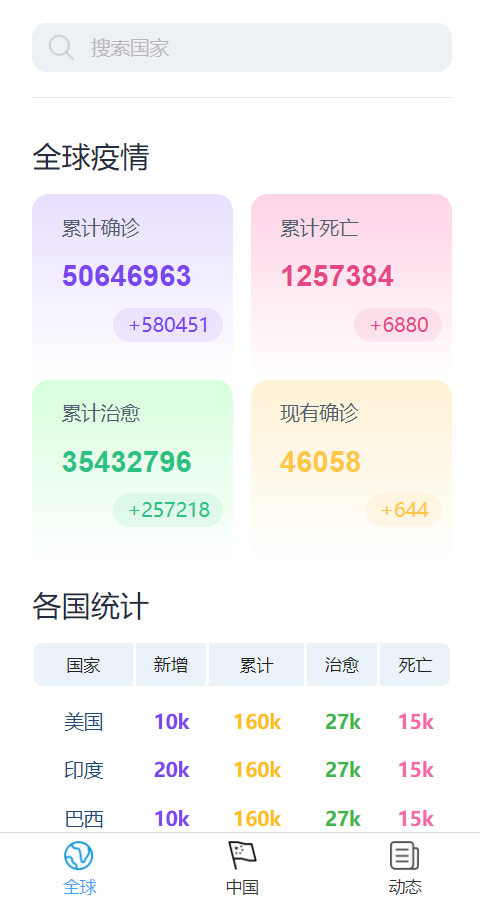 搜索国家
全球疫情
累计确诊 累计死亡
50646963 1257384
+580451 +6880
累计治愈 现有确诊
35432796 46058
+257218 +644
各国统计
国家 新增 累计 治愈 死亡
美国 10k 160k 27k 15k
印度 20k 160k 27k 15k
巴西 10k 160k 27k 15k
全球 中国 动态